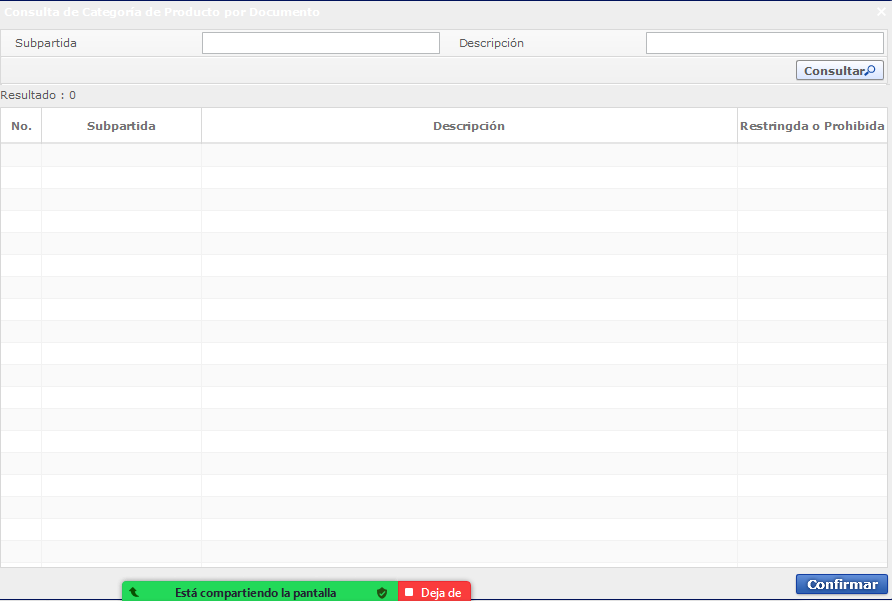 Consulta de Categoría de Producto por Documento
Subpartida Descripción
Consultar
Resultado : 0
No. Subpartida Descripción Restringda o Prohibida
Confirmar
Está compartiendo la pantalla Deja de